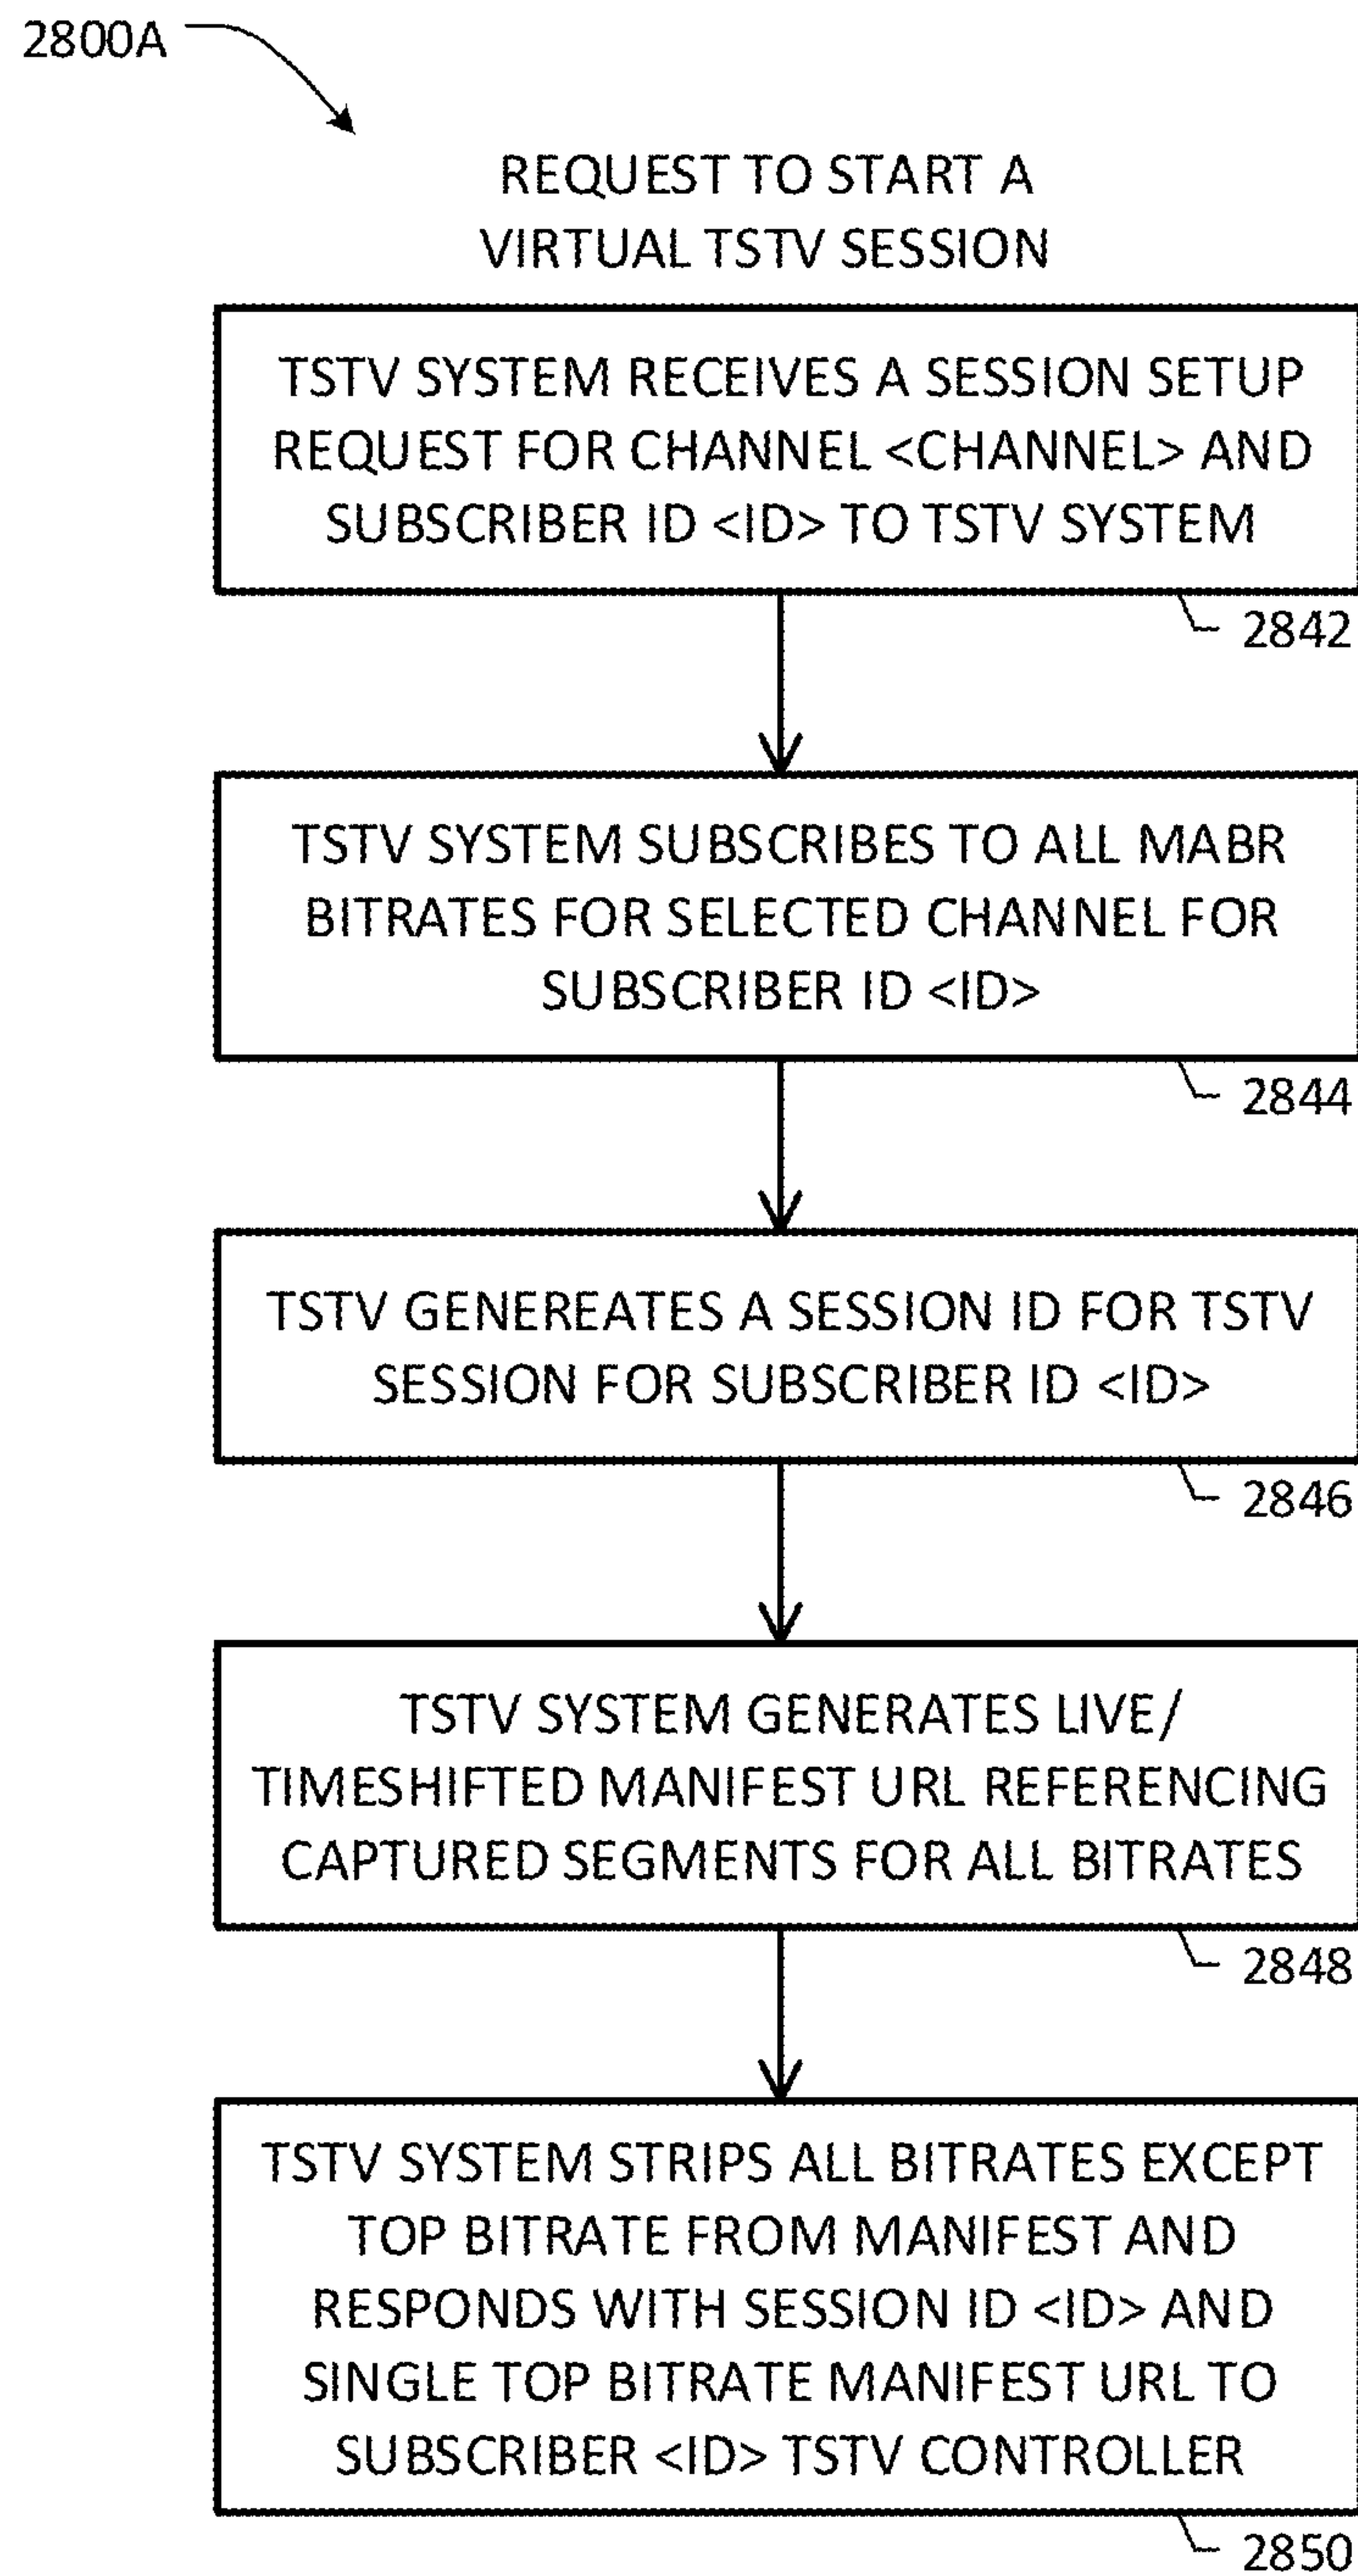 2800A
REQUEST TO START A
VIRTUAL TSTV SESSION
TSTV SYSTEM RECEIVES A SESSION SETUP
REQUEST FOR CHANNEL <CHANNEL> AND
SUBSCRIBER ID <ID> TO TSTV SYSTEM
2842
TSTV SYSTEM SUBSCRIBES TO ALL MABR
BITRATES FOR SELECTED CHANNEL FOR
SUBSCRIBER ID <ID>
2844
TSTV GENEREATES A SESSION ID FOR TSTV
SESSION FOR SUBSCRIBER ID <ID>
2846
TSTV SYSTEM GENERATES LIVE/
TIMESHIFTED MANIFEST URL REFERENCING
CAPTURED SEGMENTS FOR ALL BITRATES
2848
TSTV SYSTEM STRIPS ALL BITRATES EXCEPT
TOP BITRATE FROM MANIFEST AND
RESPONDS WITH SESSION ID <ID> AND
SINGLE TOP BITRATE MANIFEST URL TO
SUBSCRIBER <ID> TSTV CONTROLLER
2850